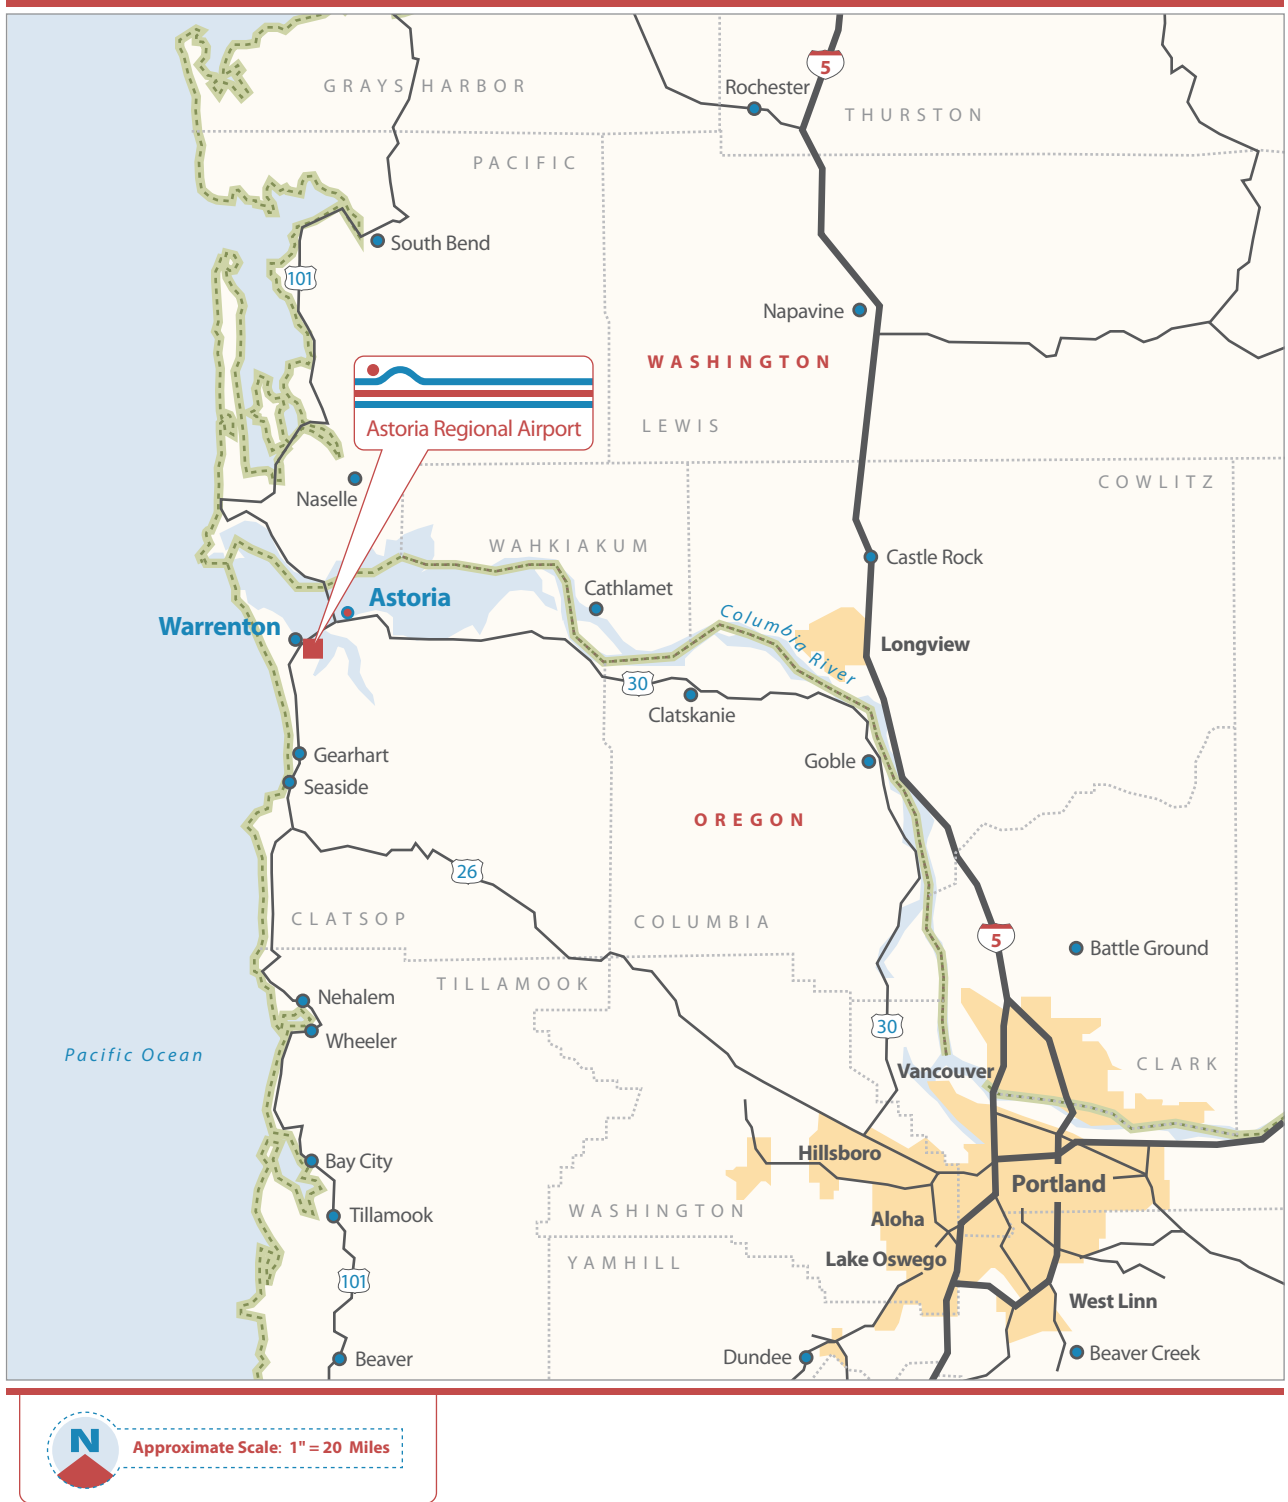 5
Rochester
GRAYS HARBOR
THURSTON
PACIFIC
South Bend
101
Napavine
WASHINGTON
Astoria Regional Airport
LEWIS
COWLITZ
Naselle
WAHKIAKUM
Castle Rock
Cathlamet
Astoria
Columbia River
Warrenton
Longview
30
Clatskanie
Gearhart
Goble
Seaside
OREGON
26
CLATSOP
COLUMBIA
5
Battle Ground
TILLAMOOK
Nehalem
30
Wheeler
Pacific Ocean
Vancouver
CLARK
Hillsboro
Bay City
Portland
WASHINGTON
Tillamook
Aloha
YAMHILL
Lake Oswego
101
West Linn
Beaver
Dundee
Beaver Creek
N
Approximate Scale: 1" = 20 Miles